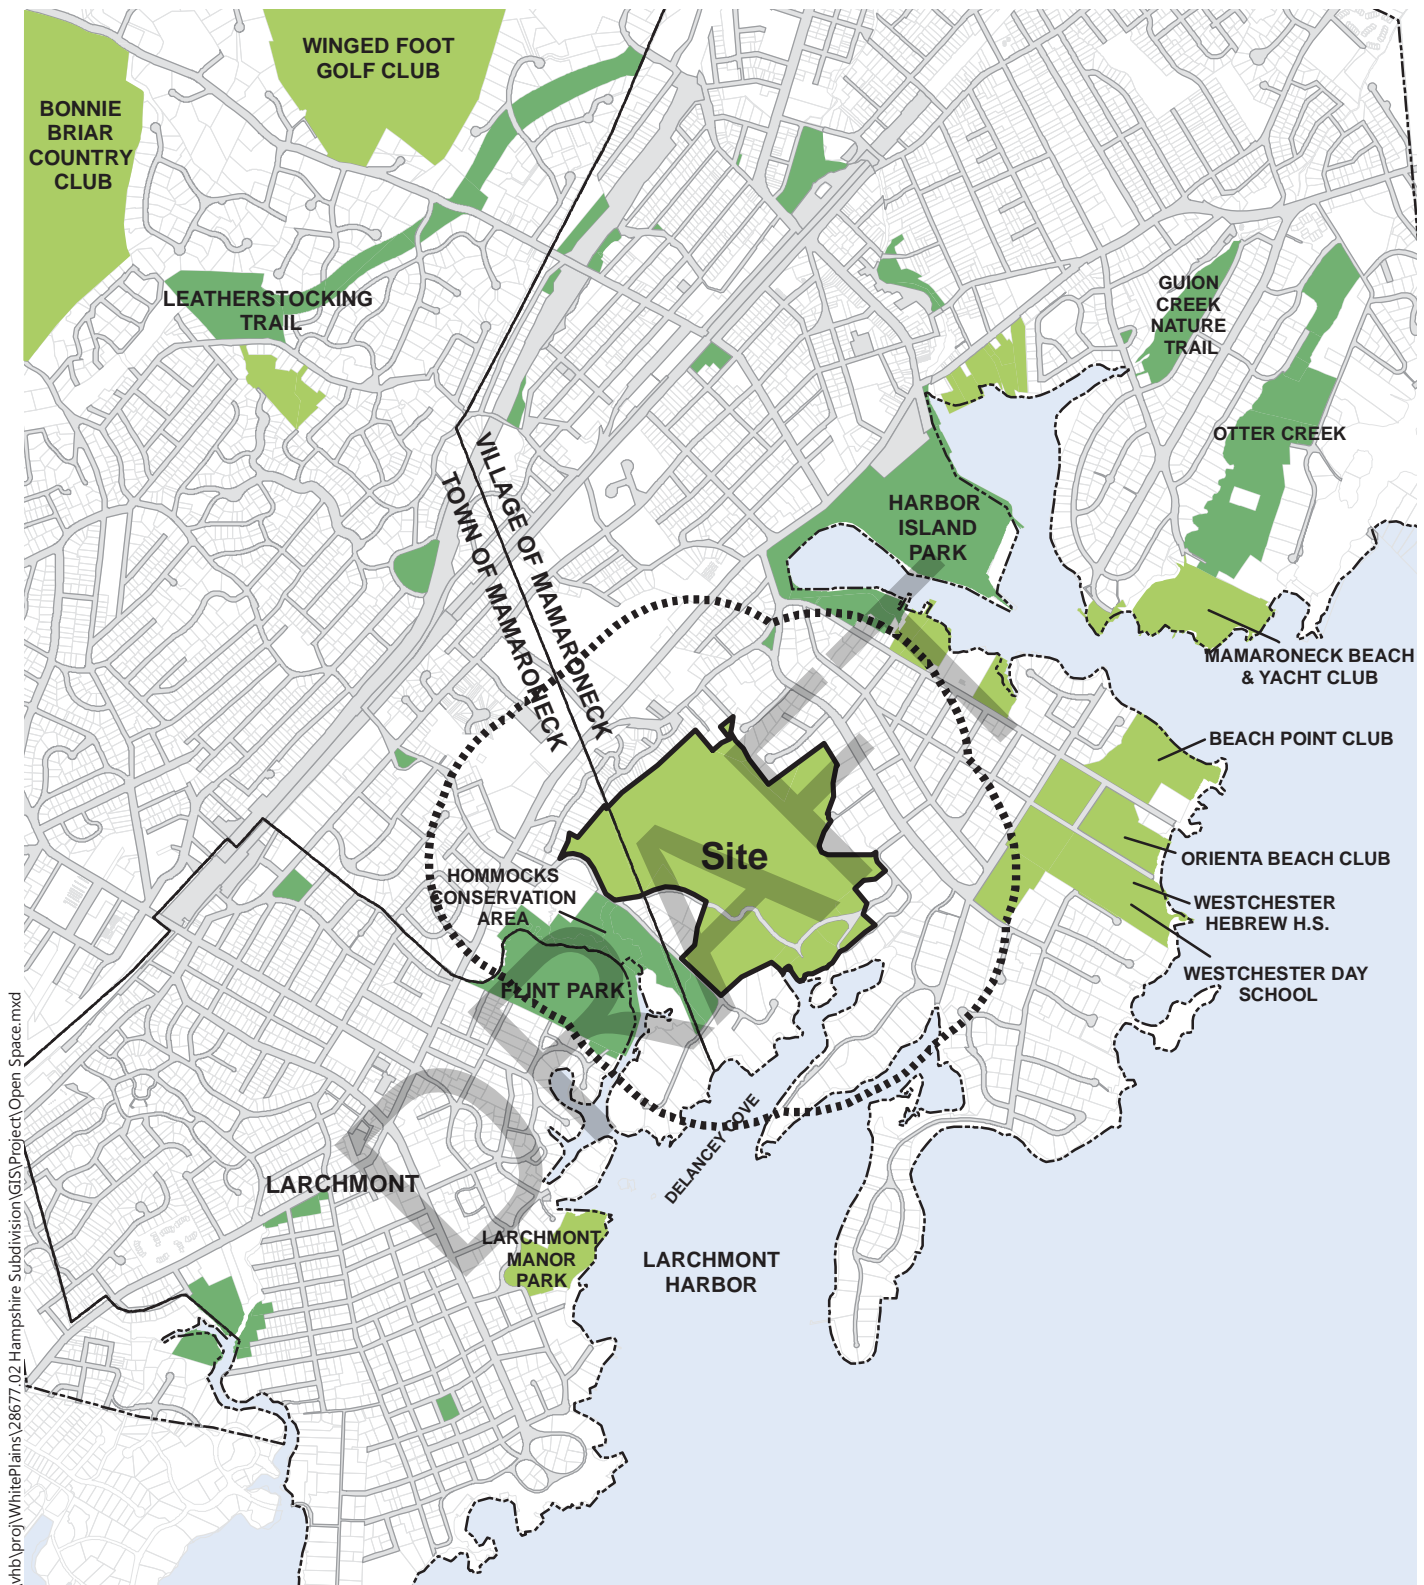 WINGED FOOT
GOLF CLUB
BONNIE
BRIAR
COUNTRY
CLUB
LEATHERSTOCKING
TRAIL
GUION
CREEK
NATURE
TRAIL
OTTER CREEK
VILLAGE OF MAMARONECK
TOWN OF MAMARONECK
HARBOR
ISLAND
PARK
MAMARONECK BEACH
& YACHT CLUB
BEACH POINT CLUB
Site
ORIENTA BEACH CLUB
HOMMOCKS
CONSERVATION
AREA
WESTCHESTER
HEBREW H.S.
FLINT PARK
WESTCHESTER DAY
SCHOOL
DELANCEY COVE
LARCHMONT
LARCHMONT
MANOR
PARK
LARCHMONT
HARBOR
DRAFT
\vhb\proj\WhitePlains\28677.02 Hampshire Subdivision\GIS\Project\Open Space.mxd